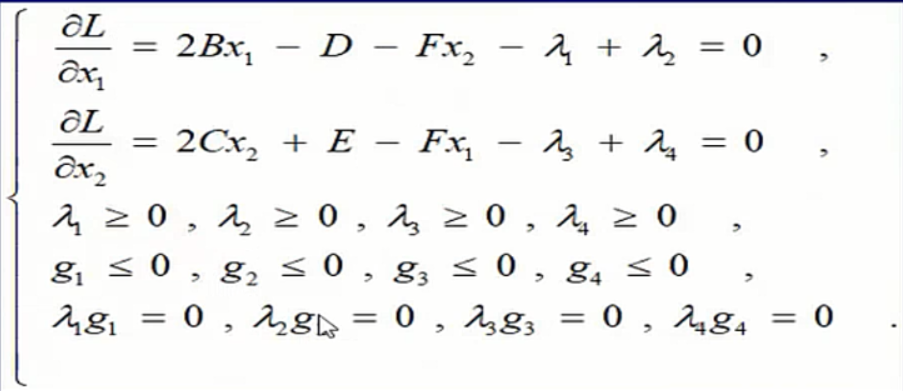 ∂L/∂x₁ = 2Bx₁ − D − Fx₂ − λ₁ + λ₂ = 0 ,
∂L/∂x₂ = 2Cx₂ + E − Fx₁ − λ₃ + λ₄ = 0 ,
λ₁ ≥ 0 , λ₂ ≥ 0 , λ₃ ≥ 0 , λ₄ ≥ 0 ,
g₁ ≤ 0 , g₂ ≤ 0 , g₃ ≤ 0 , g₄ ≤ 0 ,
λ₁g₁ = 0 , λ₂g = 0 , λ₃g₃ = 0 , λ₄g₄ = 0 .